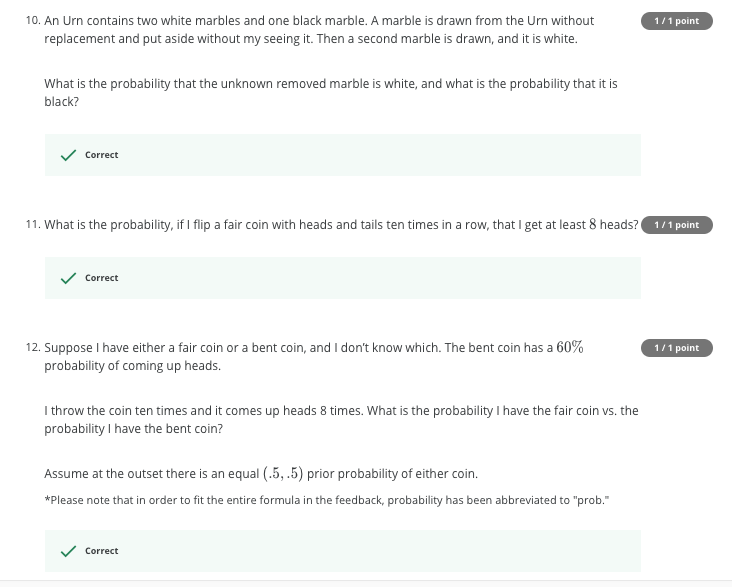 10. An Urn contains two white marbles and one black marble. A marble is drawn from the Urn without
1 / 1 point
replacement and put aside without my seeing it. Then a second marble is drawn, and it is white.
What is the probability that the unknown removed marble is white, and what is the probability that it is
black?
Correct
11. What is the probability, if I flip a fair coin with heads and tails ten times in a row, that I get at least 8 heads?
1 / 1 point
Correct
12. Suppose I have either a fair coin or a bent coin, and I don't know which. The bent coin has a 60%
1 / 1 point
probability of coming up heads.
I throw the coin ten times and it comes up heads 8 times. What is the probability I have the fair coin vs. the
probability I have the bent coin?
Assume at the outset there is an equal (.5, .5) prior probability of either coin.
*Please note that in order to fit the entire formula in the feedback, probability has been abbreviated to "prob."
Correct